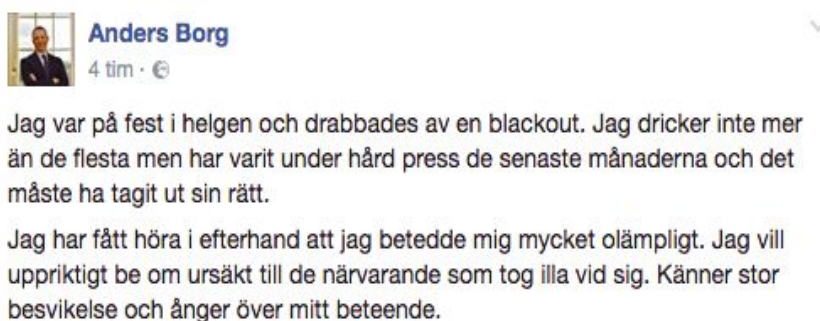 Anders Borg
4 tim ·
Jag var på fest i helgen och drabbades av en blackout. Jag dricker inte mer
än de flesta men har varit under hård press de senaste månaderna och det
måste ha tagit ut sin rätt.
Jag har fått höra i efterhand att jag betedde mig mycket olämpligt. Jag vill
uppriktigt be om ursäkt till de närvarande som tog illa vid sig. Känner stor
besvikelse och ånger över mitt beteende.